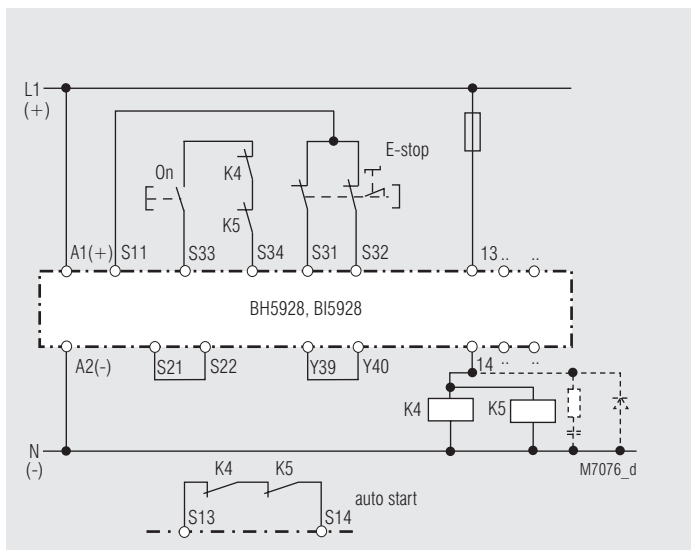 L1
(+)
E-stop
On
K4
K5
A1(+) S11 S33 S34 S31 S32 13 .. ..
BH5928, BI5928
A2(-) S21 S22 Y39 Y40 14 .. ..
K4 K5
N
(-)
M7076_d
K4 K5
auto start
S13 S14